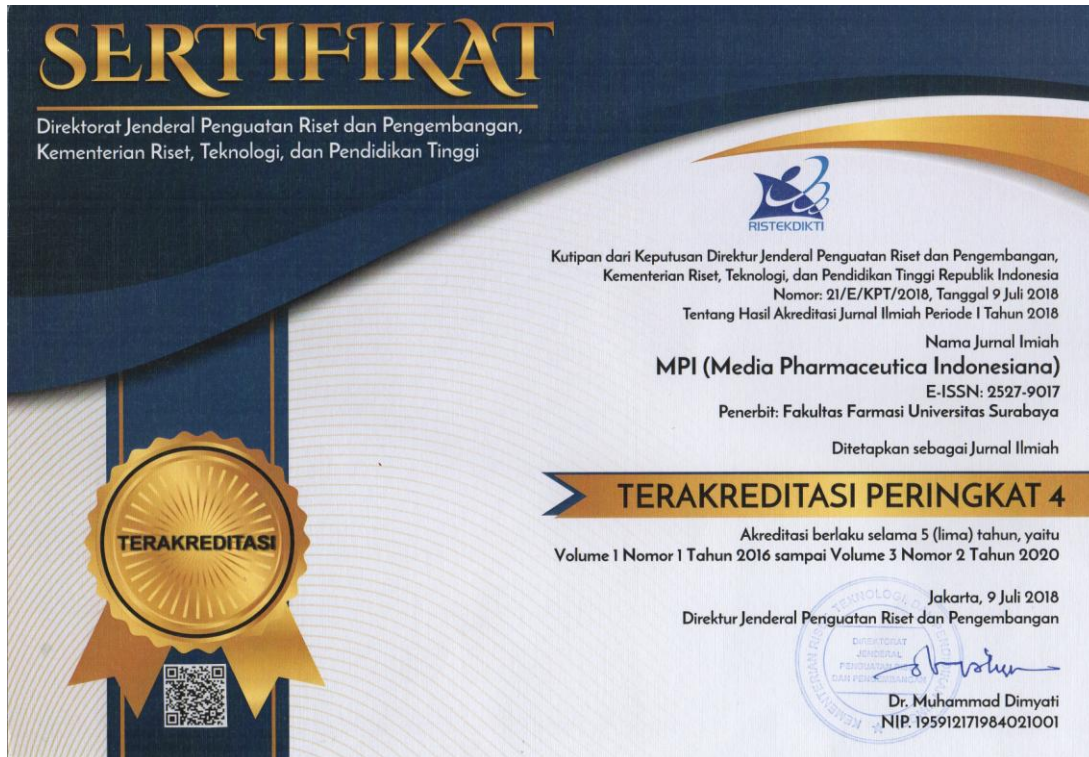 SERTIFIKAT
Direktorat Jenderal Penguatan Riset dan Pengembangan,
Kementerian Riset, Teknologi, dan Pendidikan Tinggi
RISTEKDIKTI
Kutipan dari Keputusan Direktur Jenderal Penguatan Riset dan Pengembangan,
Kementerian Riset, Teknologi, dan Pendidikan Tinggi Republik Indonesia
Nomor: 21/E/KPT/2018, Tanggal 9 Juli 2018
Tentang Hasil Akreditasi Jurnal Ilmiah Periode I Tahun 2018
Nama Jurnal Imiah
MPI (Media Pharmaceutica Indonesiana)
E-ISSN: 2527-9017
Penerbit: Fakultas Farmasi Universitas Surabaya
Ditetapkan sebagai Jurnal Ilmiah
TERAKREDITASI PERINGKAT 4
TERAKREDITASI
Akreditasi berlaku selama 5 (lima) tahun, yaitu
Volume 1 Nomor 1 Tahun 2016 sampai Volume 3 Nomor 2 Tahun 2020
Jakarta, 9 Juli 2018
Direktur Jenderal Penguatan Riset dan Pengembangan
DIREKTORAT
JENDERAL
PENGUATAN
DAN PENGEMBANGAN
Dr. Muhammad Dimyati
NIP. 195912171984021001